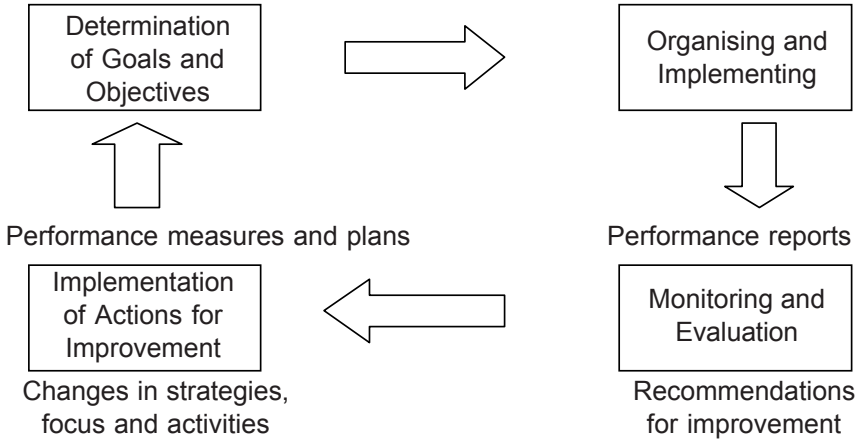 Determination
of Goals and
Objectives
Organising and
Implementing
Performance measures and plans
Performance reports
Implementation
of Actions for
Improvement
Monitoring and
Evaluation
Changes in strategies,
focus and activities
Recommendations
for improvement